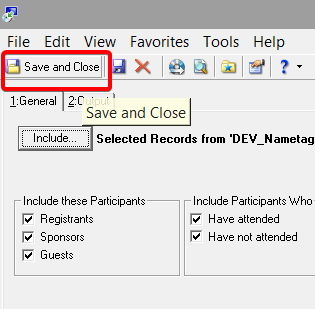 File Edit View Favorites Tools Help
Save and Close
1:General 2:Output
Save and Close
Include... Selected Records from 'DEV_Nametag
Include these Participants Include Participants Who
Registrants Have attended
Sponsors Have not attended
Guests